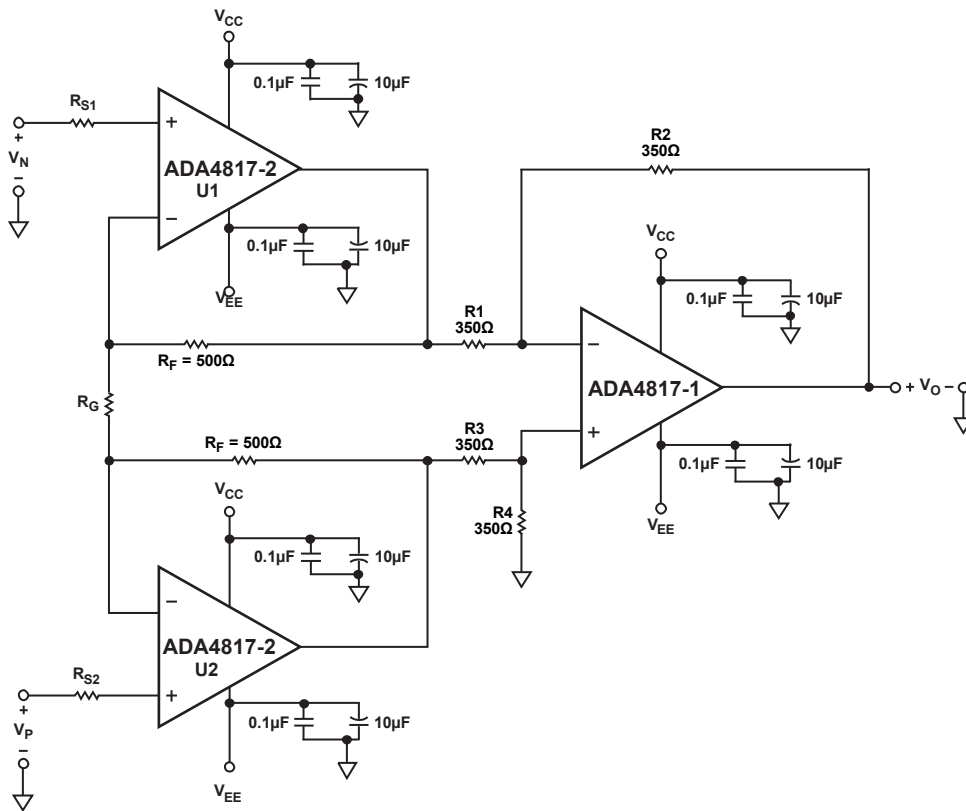 VCC
0.1µF
10µF
RS1
+
VN
−
+
ADA4817-2
U1
−
0.1µF
10µF
VEE
R2
350Ω
VCC
0.1µF
10µF
R1
350Ω
RF = 500Ω
−
ADA4817-1
+
+ VO −
RG
RF = 500Ω
R3
350Ω
0.1µF
10µF
VEE
R4
350Ω
VCC
0.1µF
10µF
−
ADA4817-2
U2
+
RS2
+
VP
−
0.1µF
10µF
VEE